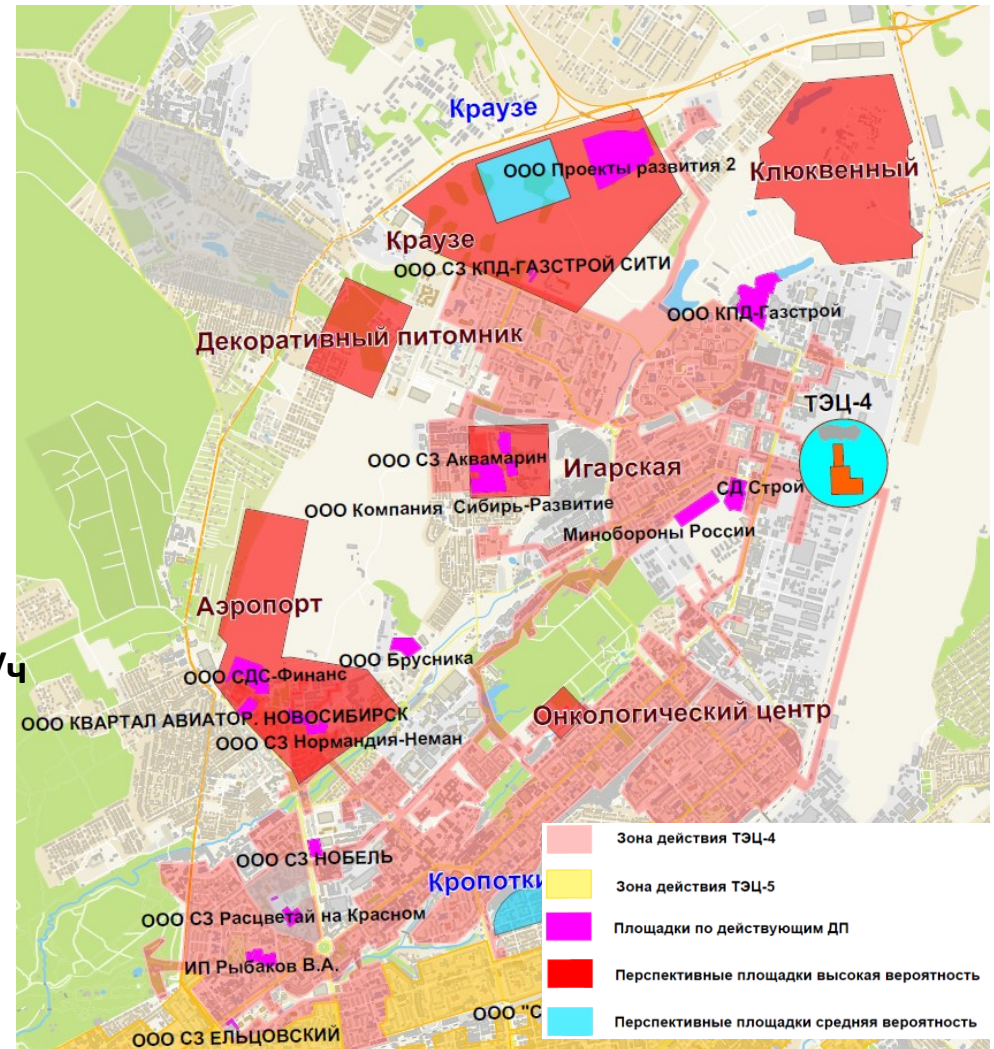 Краузе
ООО Проекты развития 2
Клюквенный
Краузе
ООО СЗ КПД-ГАЗСТРОЙ СИТИ
ООО КПД-Газстрой
Декоративный питомник
ТЭЦ-4
ООО СЗ Аквамарин
Игарская
СД Строй
ООО Компания Сибирь-Развитие
Минобороны России
Аэропорт
/ч
ООО Брусника
ООО СДС-Финанс
ООО КВАРТАЛ АВИАТОР. НОВОСИБИРСК
Онкологический центр
ООО СЗ Нормандия-Неман
ООО СЗ НОБЕЛЬ
Кропотки
ООО СЗ Расцветай на Красном
ИП Рыбаков В.А.
ООО "С
ООО СЗ ЕЛЬЦОВСКИЙ
Зона действия ТЭЦ-4
Зона действия ТЭЦ-5
Площадки по действующим ДП
Перспективные площадки высокая вероятность
Перспективные площадки средняя вероятность